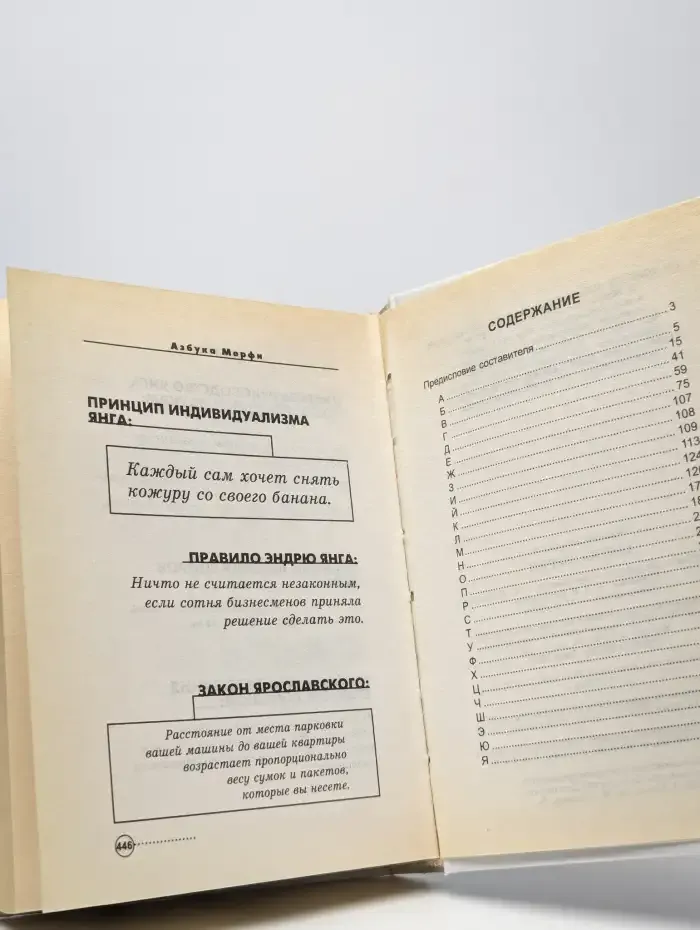 Азбука Мерфи
ПРИНЦИП ИНДИВИДУАЛИЗМА
ЯНГА:
Каждый сам хочет снять
кожуру со своего банана.
ПРАВИЛО ЭНДРЮ ЯНГА:
Ничто не считается незаконным,
если сотня бизнесменов приняла
решение сделать это.
ЗАКОН ЯРОСЛАВСКОГО:
Расстояние от места парковки
вашей машины до вашей квартиры
возрастает пропорционально
весу сумок и пакетов,
которые вы несете.
446
СОДЕРЖАНИЕ
Предисловие составителя 3
А 5
Б 15
В 41
Г 59
Д 75
Е 107
Ж 108
З 109
И 113
Й 124
К
Л
М
Н
О
П
Р
С
Т
У
Ф
Х
Ц
Ч
Ш
Э
Ю
Я